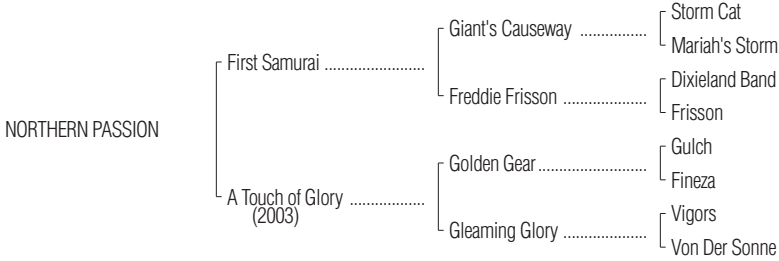 Storm Cat
Giant's Causeway ................
Mariah's Storm
First Samurai ........................
Dixieland Band
Freddie Frisson ....................
Frisson
NORTHERN PASSION
Gulch
Golden Gear..........................
Fineza
A Touch of Glory ..................
(2003)
Vigors
Gleaming Glory ....................
Von Der Sonne